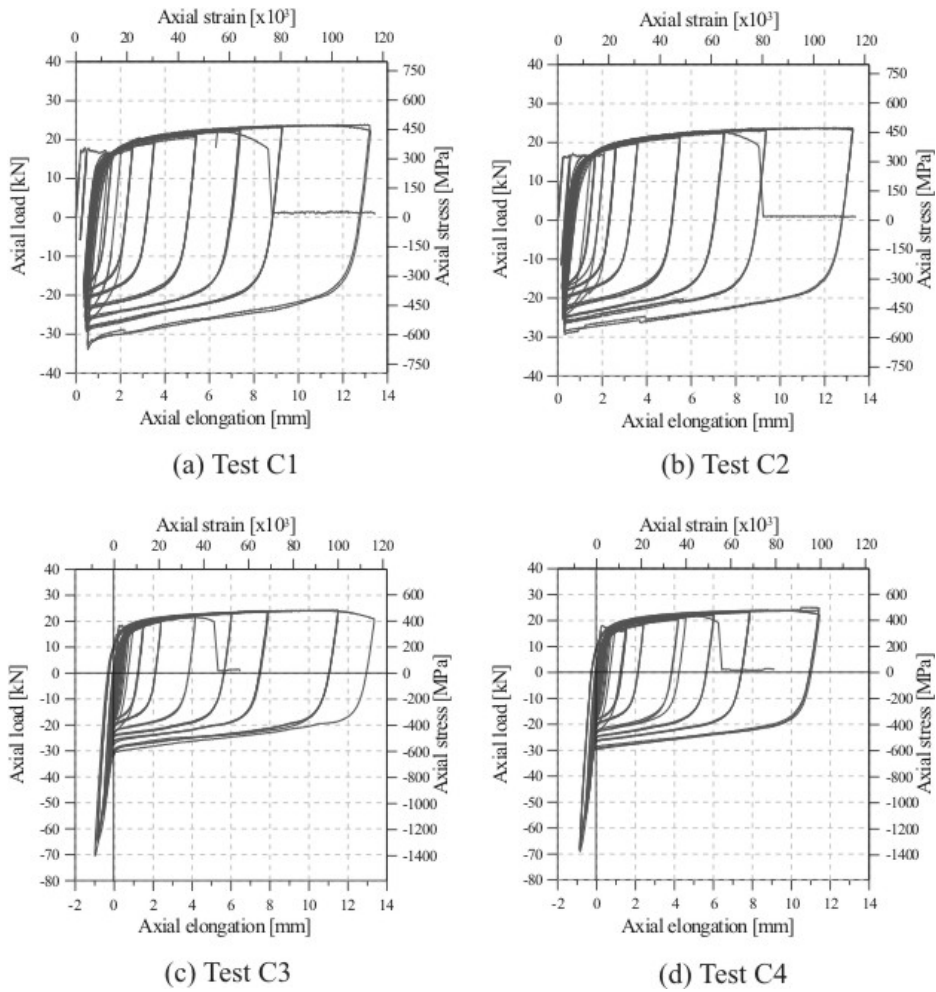 Axial strain [x10³]
0 20 40 60 80 100 120
40 30 20 10 0 -10 -20 -30 -40
Axial load [kN]
750 600 450 300 150 0 -150 -300 -450 -600 -750
Axial stress [MPa]
0 2 4 6 8 10 12 14
Axial elongation [mm]
(a) Test C1
Axial strain [x10³]
0 20 40 60 80 100 120
40 30 20 10 0 -10 -20 -30 -40
Axial load [kN]
750 600 450 300 150 0 -150 -300 -450 -600 -750
Axial stress [MPa]
0 2 4 6 8 10 12 14
Axial elongation [mm]
(b) Test C2
Axial strain [x10³]
0 20 40 60 80 100 120
40 30 20 10 0 -10 -20 -30 -40 -50 -60 -70 -80
Axial load [kN]
600 400 200 0 -200 -400 -600 -800 -1000 -1200 -1400
Axial stress [MPa]
-2 0 2 4 6 8 10 12 14
Axial elongation [mm]
(c) Test C3
Axial strain [x10³]
0 20 40 60 80 100 120
40 30 20 10 0 -10 -20 -30 -40 -50 -60 -70 -80
Axial load [kN]
600 400 200 0 -200 -400 -600 -800 -1000 -1200 -1400
Axial stress [MPa]
-2 0 2 4 6 8 10 12 14
Axial elongation [mm]
(d) Test C4